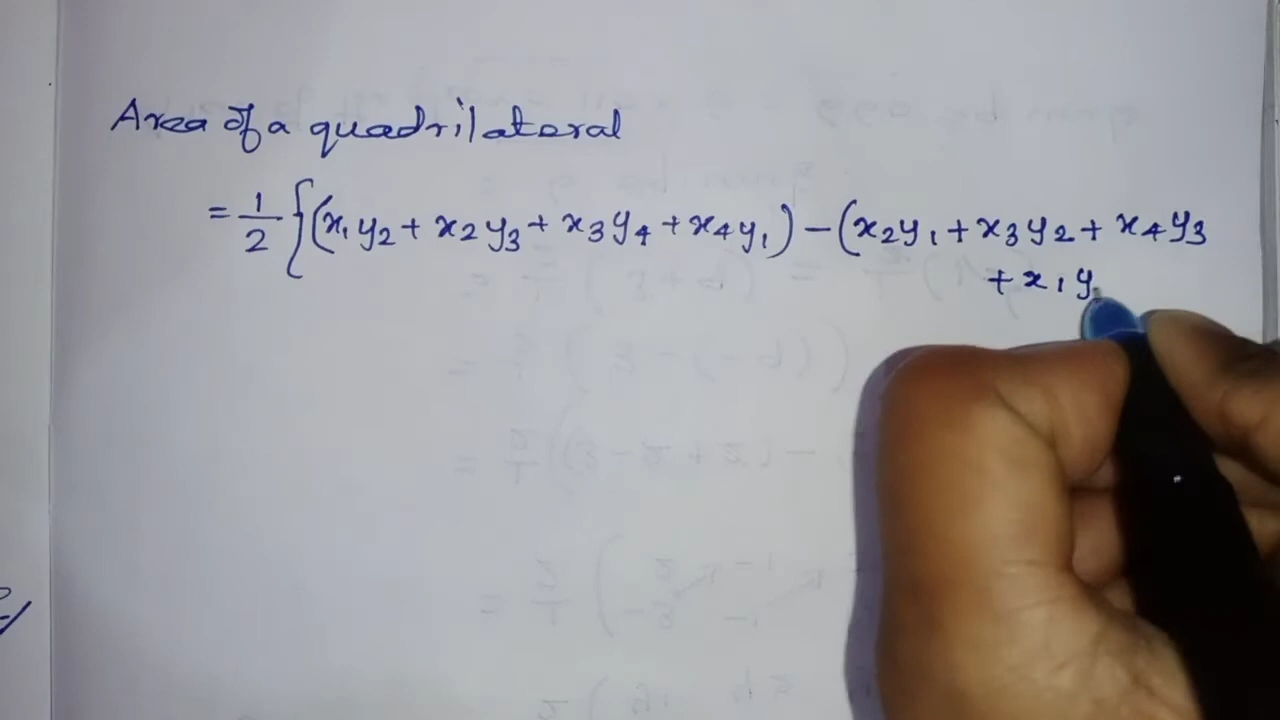 Area of a quadrilateral
= 1/2 {(x₁y₂ + x₂y₃ + x₃y₄ + x₄y₁) - (x₂y₁ + x₃y₂ + x₄y₃
+ x₁y